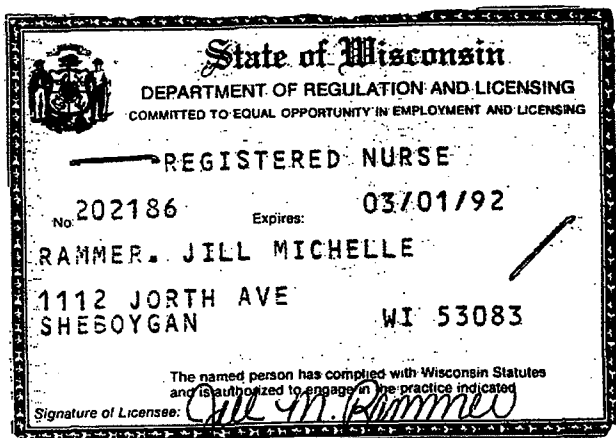 State of Wisconsin
DEPARTMENT OF REGULATION AND LICENSING
COMMITTED TO EQUAL OPPORTUNITY IN EMPLOYMENT AND LICENSING
REGISTERED NURSE
No. 202186 Expires: 03/01/92
RAMMER. JILL MICHELLE
1112 JORTH AVE
SHEBOYGAN WI 53083
The named person has complied with Wisconsin Statutes
and is authorized to engage in the practice indicated
Signature of Licensee: Jill M. Rammer